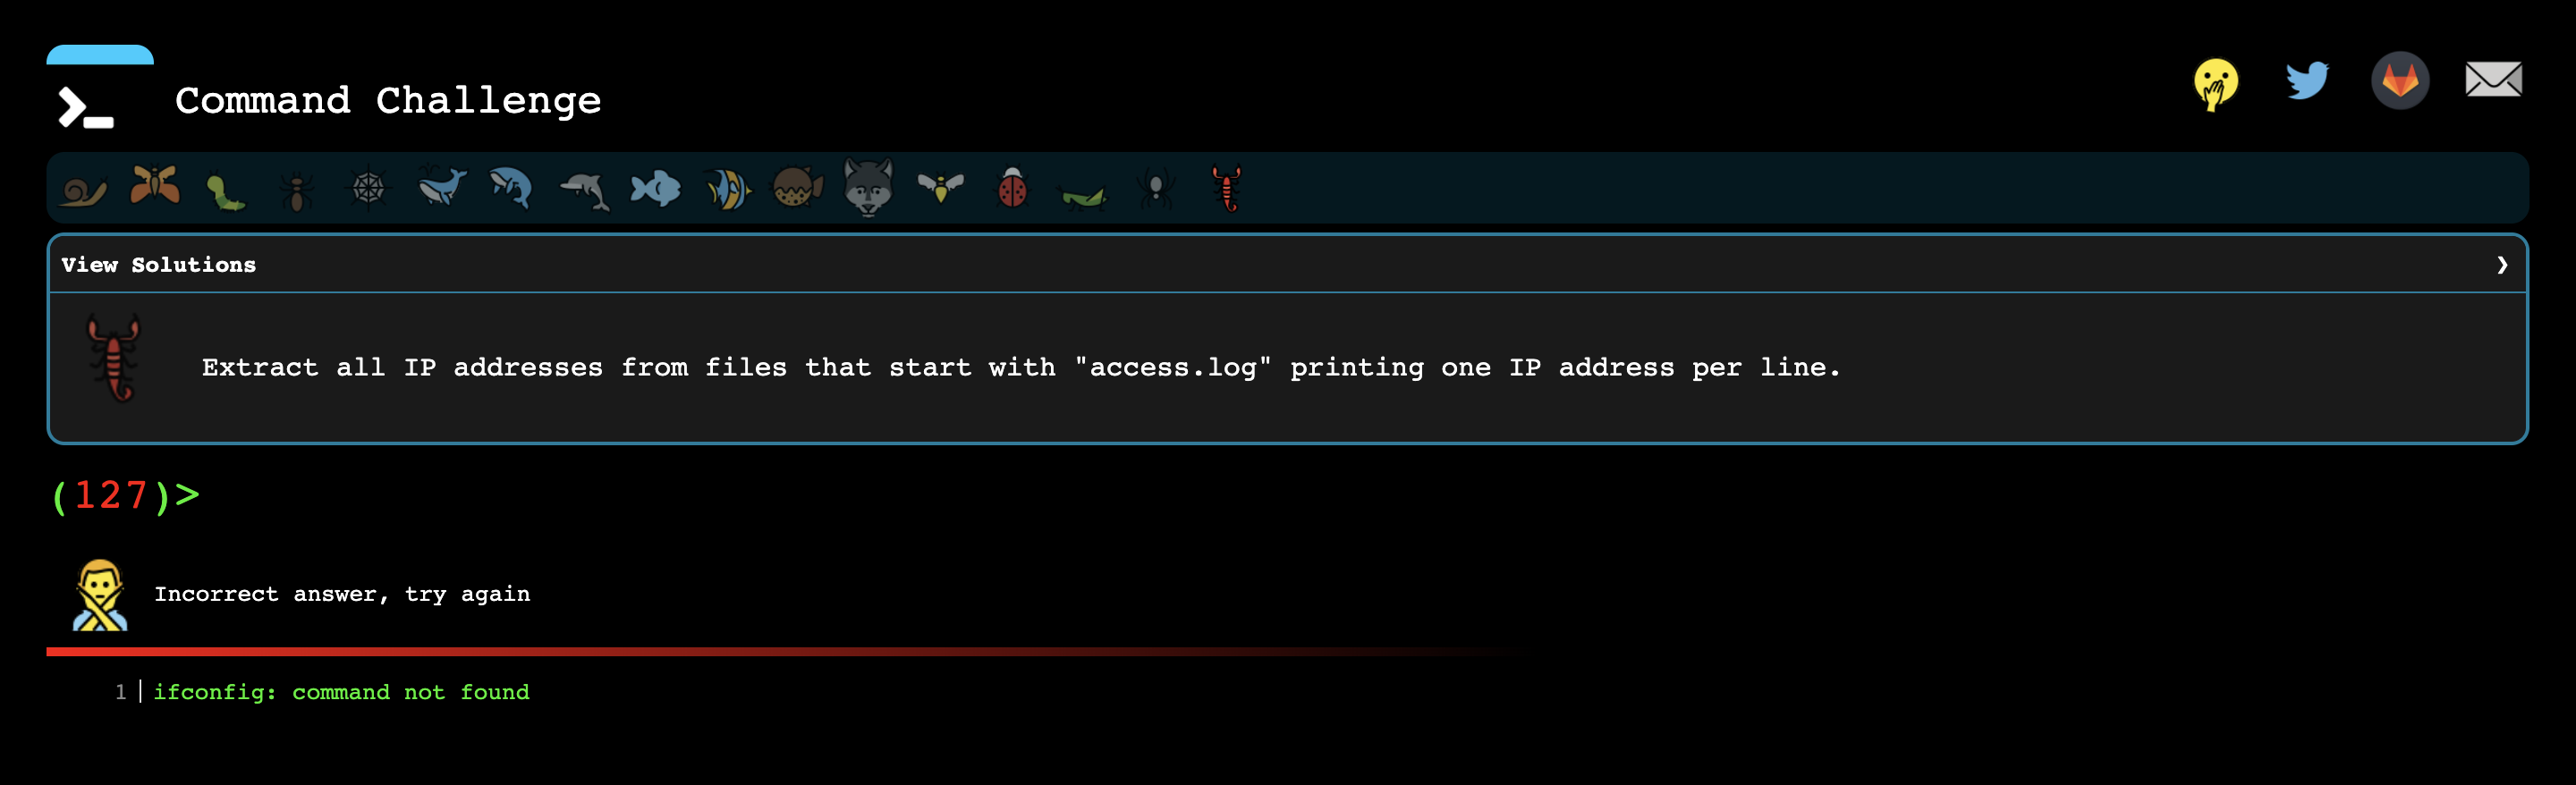 Command Challenge
View Solutions
Extract all IP addresses from files that start with "access.log" printing one IP address per line.
(127)>
Incorrect answer, try again
1 ifconfig: command not found